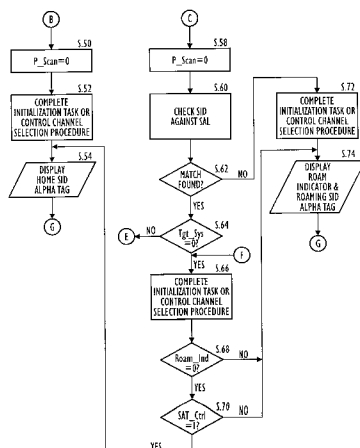 B
S.50
P_Scan=0
S.52
COMPLETE
INITIALIZATION TASK OR
CONTROL CHANNEL
SELECTION PROCEDURE
S.54
DISPLAY
HOME SID
ALPHA TAG
G
C
S.58
P_Scan=0
S.60
CHECK SID
AGAINST SAL
S.62
MATCH
FOUND?
NO
YES
S.64
Tgt_Sys
=0?
NO
E
YES
F
S.66
COMPLETE
INITIALIZATION TASK OR
CONTROL CHANNEL
SELECTION PROCEDURE
S.68
Roam_Ind
=0?
NO
YES
S.70
SAT_Ctrl
=1?
NO
YES
S.72
COMPLETE
INITIALIZATION TASK OR
CONTROL CHANNEL
SELECTION PROCEDURE
S.74
DISPLAY
ROAM
INDICATOR &
ROAMING SID
ALPHA TAG
G